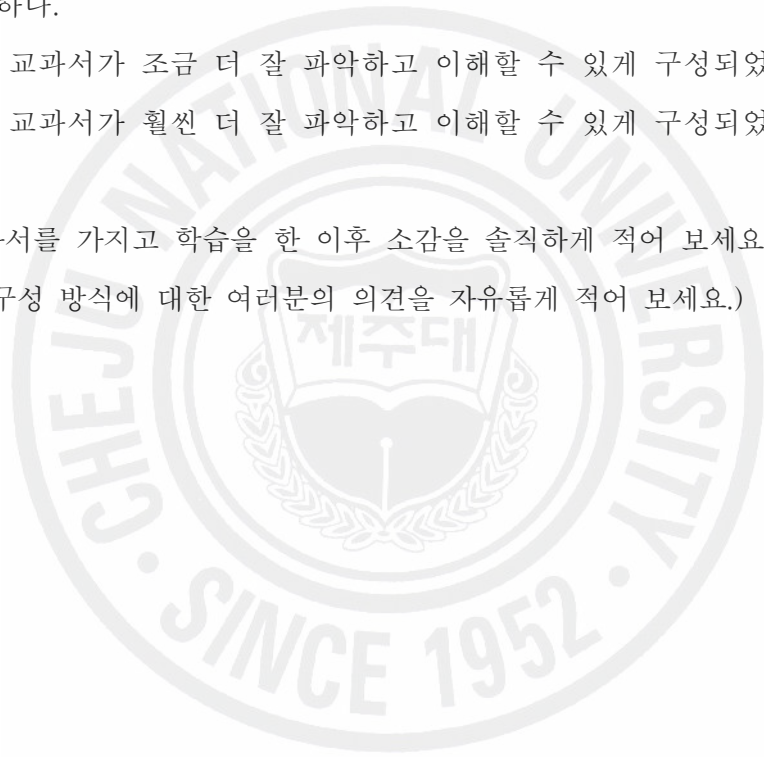 하다.
교과서가 조금 더 잘 파악하고 이해할 수 있게 구성되었
교과서가 훨씬 더 잘 파악하고 이해할 수 있게 구성되었
서를 가지고 학습을 한 이후 소감을 솔직하게 적어 보세요
구성 방식에 대한 여러분의 의견을 자유롭게 적어 보세요.)
CHEJU NATIONAL UNIVERSITY
제주대
SINCE 1952